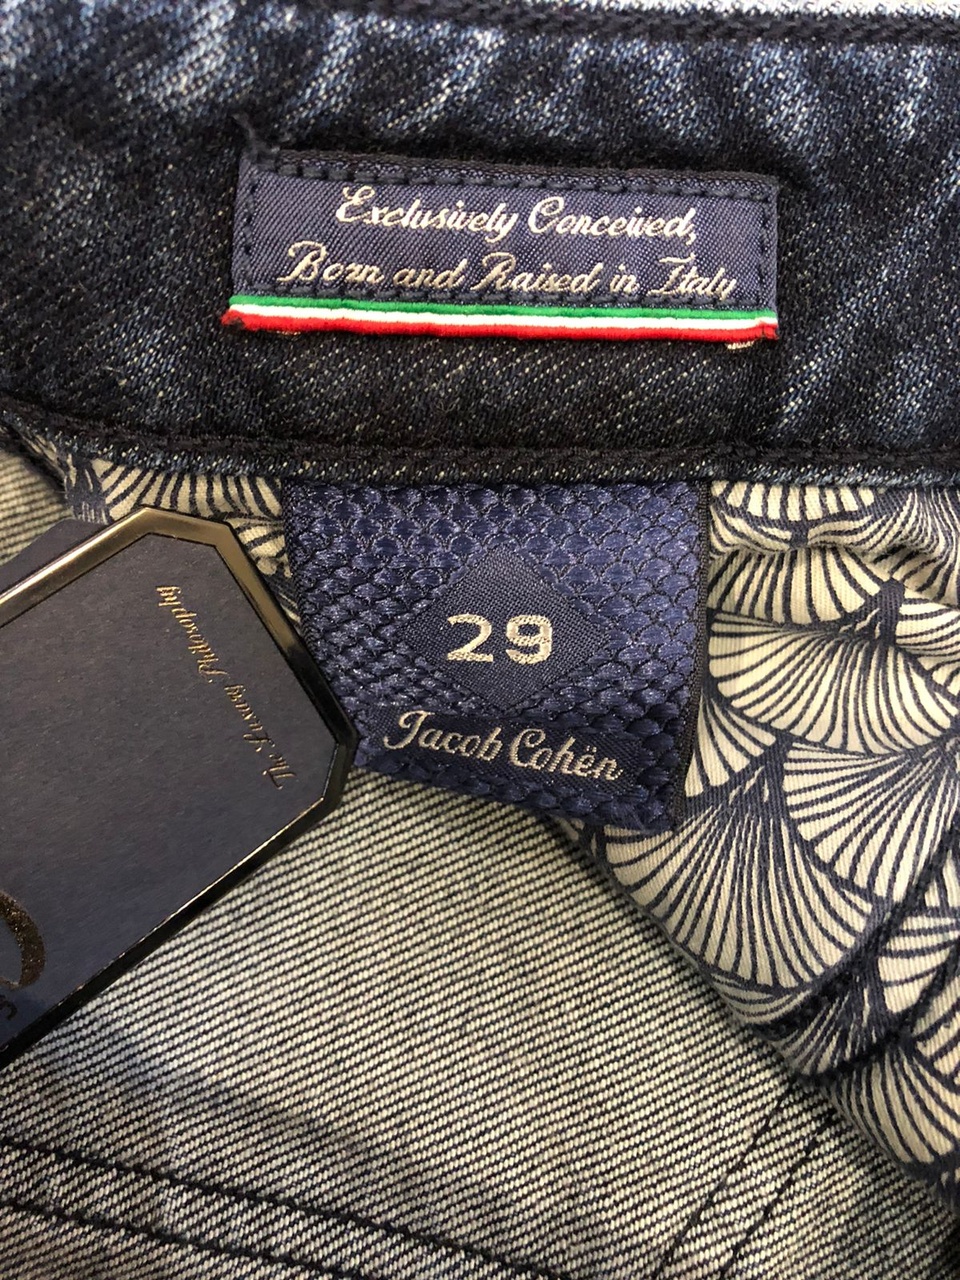 Exclusively Conceived,
Born and Raised in Italy
29
Jacob Cohën
The Luxury Philosophy